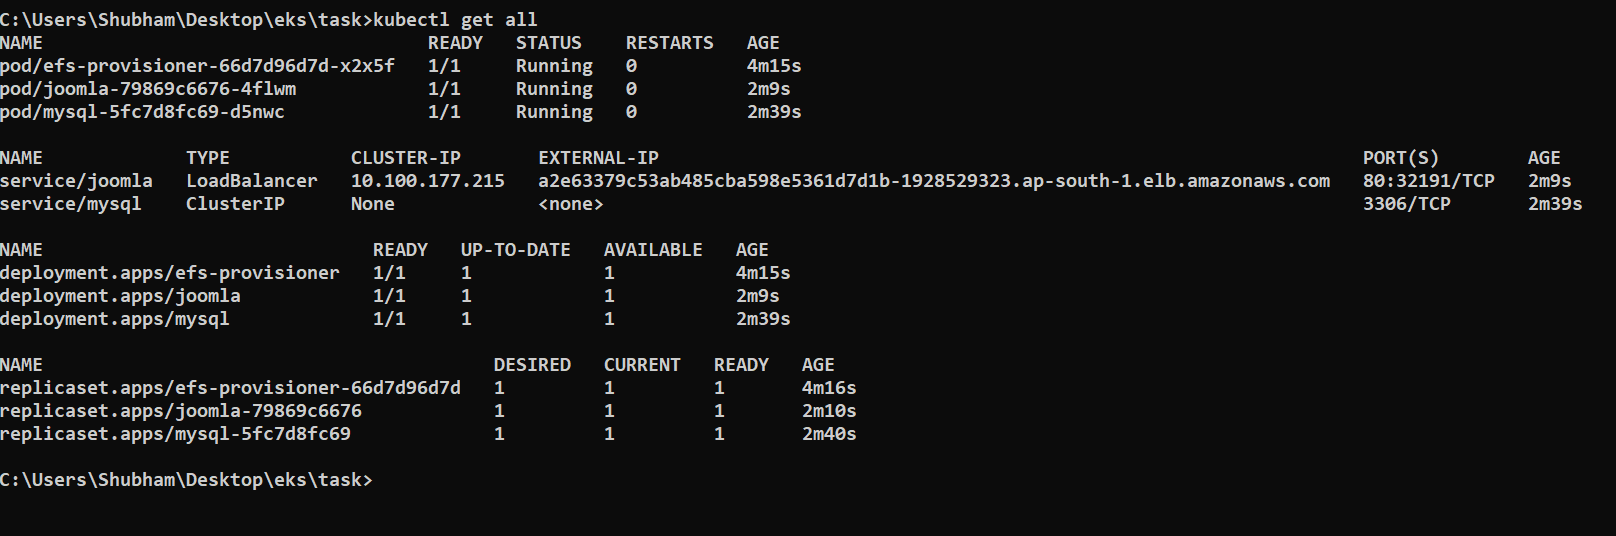 C:\Users\Shubham\Desktop\eks\task>kubectl get all
NAME READY STATUS RESTARTS AGE
pod/efs-provisioner-66d7d96d7d-x2x5f 1/1 Running 0 4m15s
pod/joomla-79869c6676-4flwm 1/1 Running 0 2m9s
pod/mysql-5fc7d8fc69-d5nwc 1/1 Running 0 2m39s
NAME TYPE CLUSTER-IP EXTERNAL-IP PORT(S) AGE
service/joomla LoadBalancer 10.100.177.215 a2e63379c53ab485cba598e5361d7d1b-1928529323.ap-south-1.elb.amazonaws.com 80:32191/TCP 2m9s
service/mysql ClusterIP None <none> 3306/TCP 2m39s
NAME READY UP-TO-DATE AVAILABLE AGE
deployment.apps/efs-provisioner 1/1 1 1 4m15s
deployment.apps/joomla 1/1 1 1 2m9s
deployment.apps/mysql 1/1 1 1 2m39s
NAME DESIRED CURRENT READY AGE
replicaset.apps/efs-provisioner-66d7d96d7d 1 1 1 4m16s
replicaset.apps/joomla-79869c6676 1 1 1 2m10s
replicaset.apps/mysql-5fc7d8fc69 1 1 1 2m40s
C:\Users\Shubham\Desktop\eks\task>